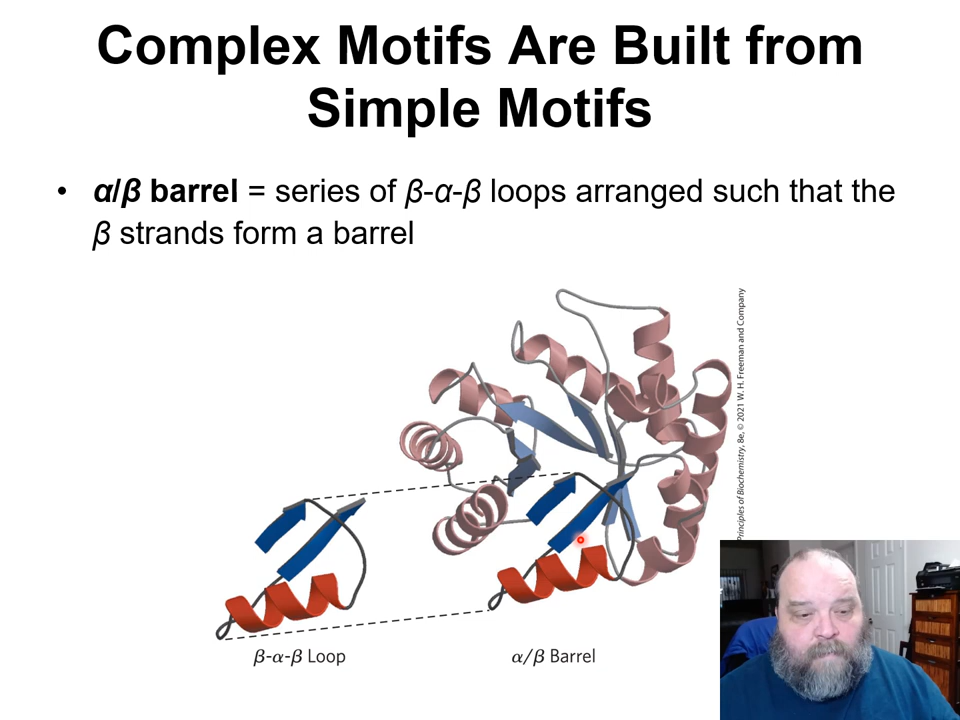 Complex Motifs Are Built from
Simple Motifs
• α/β barrel = series of β-α-β loops arranged such that the
β strands form a barrel
Principles of Biochemistry, 8e, © 2021 W. H. Freeman and Company
β-α-β Loop
α/β Barrel